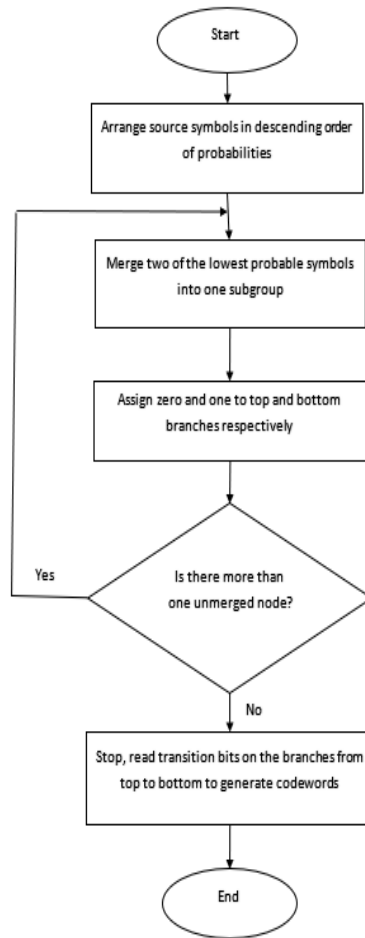 Start
Arrange source symbols in descending order
of probabilities
Merge two of the lowest probable symbols
into one subgroup
Assign zero and one to top and bottom
branches respectively
Is there more than
one unmerged node?
Yes
No
Stop, read transition bits on the branches from
top to bottom to generate codewords
End